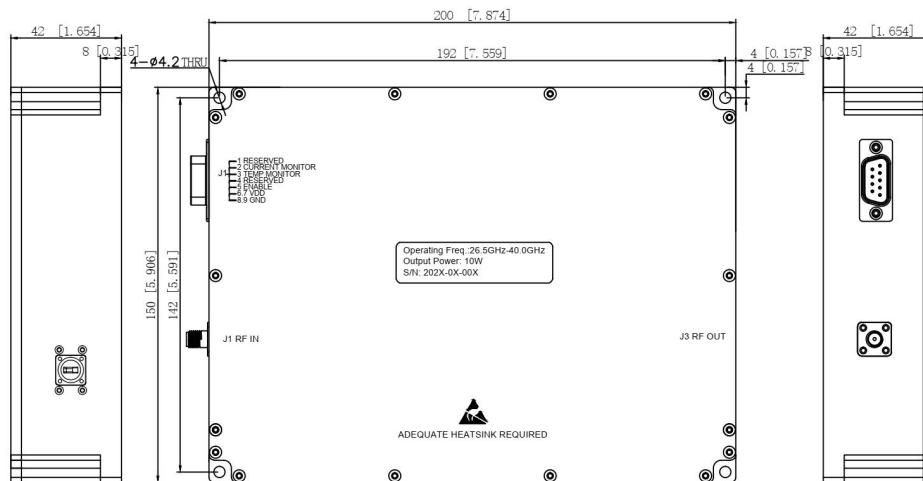 200 [7.874]
42 [1.654]
42 [1.654]
8 [0.315]
192 [7.559]
4 [0.157]
8 [0.315]
4-ø4.2 THRU
4 [0.157]
1 RESERVED
2 CURRENT MONITOR
J1
3 TEMP MONITOR
4 RESERVED
5 ENABLE
6.7 VDD
8.9 GND
Operating Freq.:26.5GHz-40.0GHz
Output Power: 10W
S/N: 202X-0X-00X
150 [5.906]
142 [5.591]
J1 RF IN
J3 RF OUT
ADEQUATE HEATSINK REQUIRED